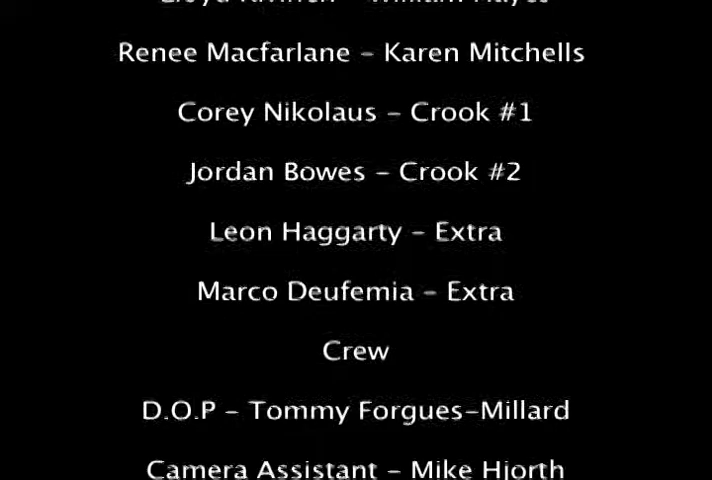 Renee Macfarlane – Karen Mitchells
Corey Nikolaus – Crook #1
Jordan Bowes – Crook #2
Leon Haggarty – Extra
Marco Deufemia – Extra
Crew
D.O.P – Tommy Forgues–Millard
Camera Assistant – Mike Hjorth